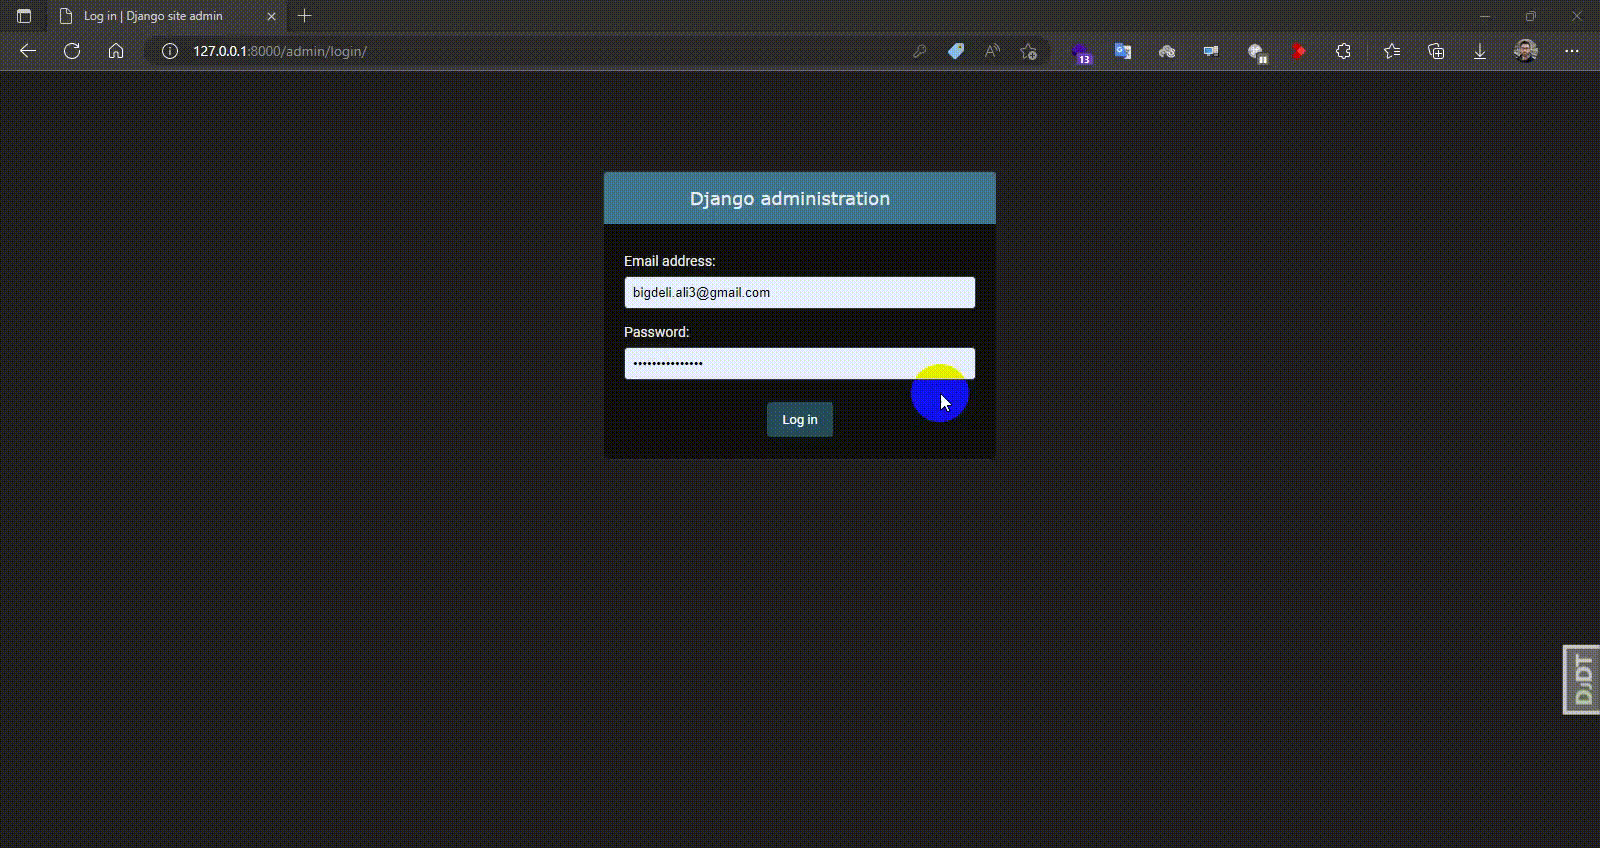 Log in | Django site admin
127.0.0.1:8000/admin/login/
13
Django administration
Email address:
bigdeli.ali3@gmail.com
Password:
•••••••••••••••
Log in
DJDT